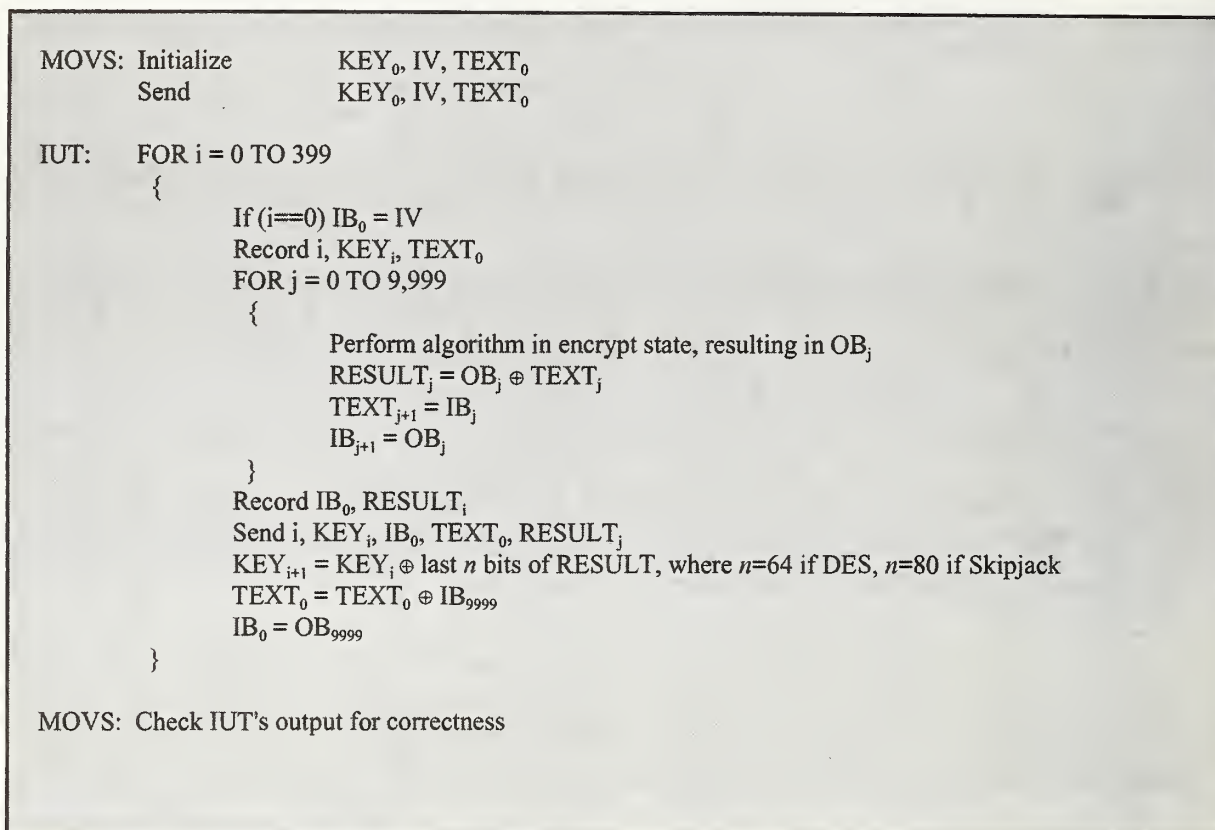 MOVS: Initialize KEY₀, IV, TEXT₀
Send KEY₀, IV, TEXT₀
IUT: FOR i = 0 TO 399
{
If (i==0) IB₀ = IV
Record i, KEYᵢ, TEXT₀
FOR j = 0 TO 9,999
{
Perform algorithm in encrypt state, resulting in OBⱼ
RESULTⱼ = OBⱼ ⊕ TEXTⱼ
TEXTⱼ₊₁ = IBⱼ
IBⱼ₊₁ = OBⱼ
}
Record IB₀, RESULTᵢ
Send i, KEYᵢ, IB₀, TEXT₀, RESULTⱼ
KEYᵢ₊₁ = KEYᵢ ⊕ last n bits of RESULT, where n=64 if DES, n=80 if Skipjack
TEXT₀ = TEXT₀ ⊕ IB₉₉₉₉
IB₀ = OB₉₉₉₉
}
MOVS: Check IUT's output for correctness